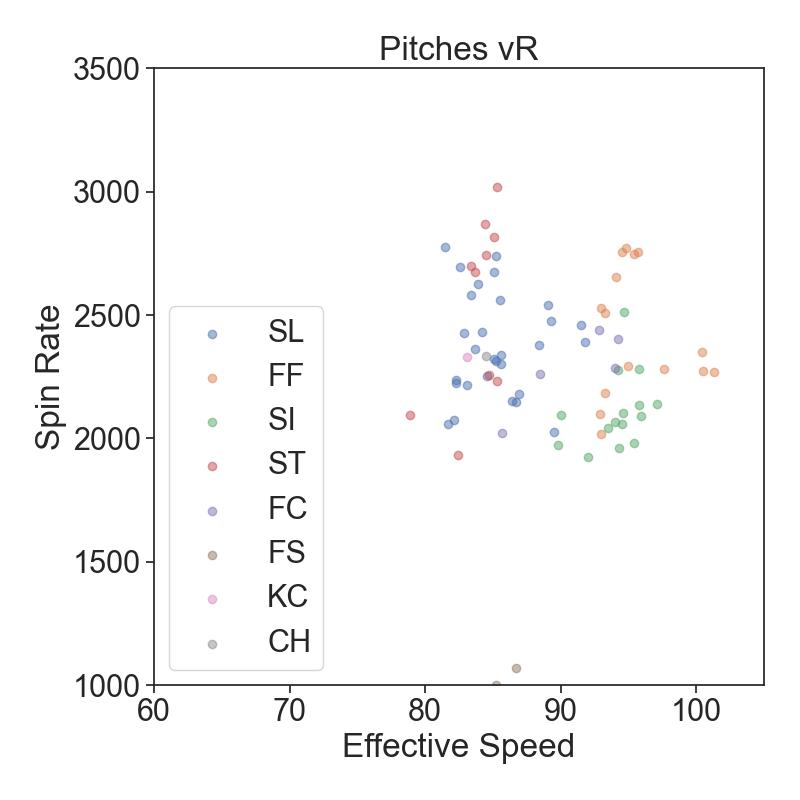 Pitches vR
3500
3000
2500
2000
1500
1000
Spin Rate
SL
FF
SI
ST
FC
FS
KC
CH
60 70 80 90 100
Effective Speed